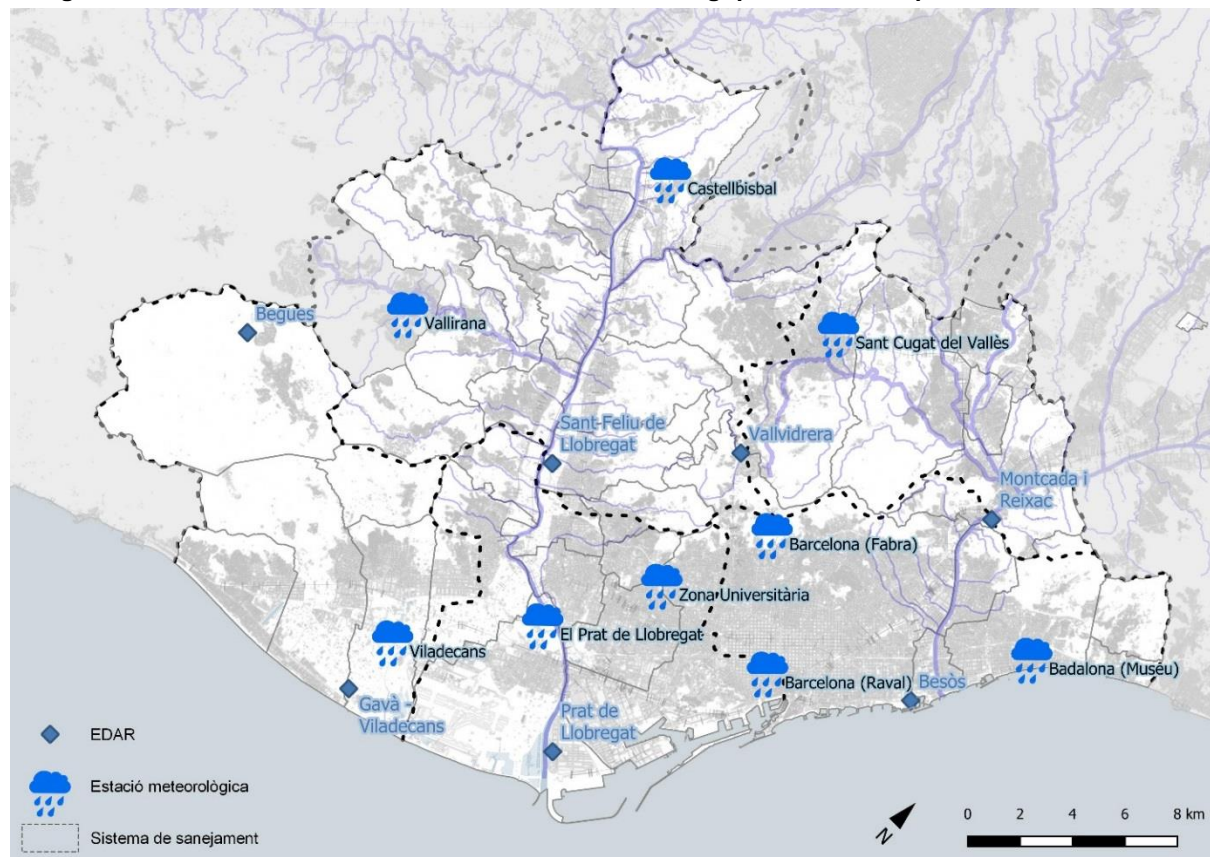 Castellbisbal
Begues
Vallirana
Sant Cugat del Vallès
Sant Feliu de
Llobregat
Vallvidrera
Montcada i
Reixac
Barcelona (Fabra)
Zona Universitària
El Prat de Llobregat
Viladecans
Badalona (Museu)
Barcelona (Raval)
Besòs
Gavà -
Viladecans
Prat de
Llobregat
EDAR
Estació meteorològica
Sistema de sanejament
N
0 2 4 6 8 km